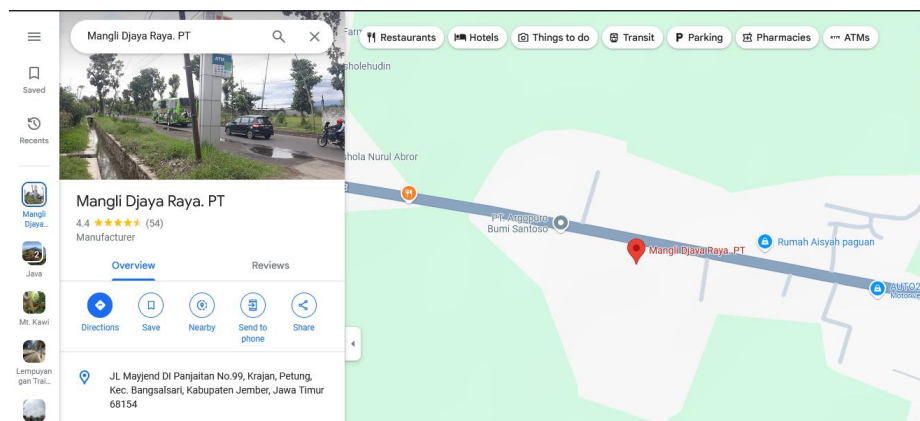 Mangli Djaya Raya. PT
Restaurants
Hotels
Things to do
Transit
P Parking
Pharmacies
ATMs
Saved
Recents
Mangli
Djaya...
2
Java
Mt. Kawi
Lempuyan
gan Trai...
ATM
Mangli Djaya Raya. PT
4.4 (54)
Manufacturer
Overview
Reviews
Directions
Save
Nearby
Send to
phone
Share
JL Mayjend DI Panjaitan No.99, Krajan, Petung,
Kec. Bangsalsari, Kabupaten Jember, Jawa Timur
68154
sholehudin
shola Nurul Abror
PT. Argopuro
Bumi Santoso
Mangli Djaya Raya. PT
Rumah Aisyah paguan
AUTO2